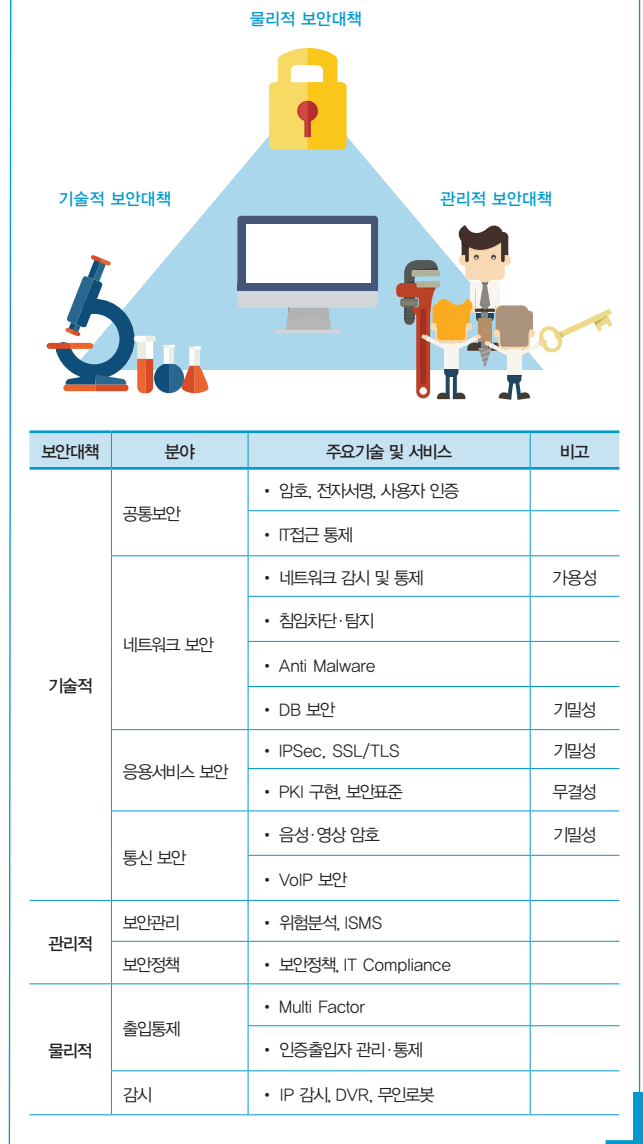 물리적 보안대책
기술적 보안대책
관리적 보안대책
보안대책 분야 주요기술 및 서비스 비고
기술적
공통보안
• 암호, 전자서명, 사용자 인증
• IT접근 통제
네트워크 보안
• 네트워크 감시 및 통제 가용성
• 침임차단·탐지
• Anti Malware
• DB 보안 기밀성
응용서비스 보안
• IPSec, SSL/TLS 기밀성
• PKI 구현, 보안표준 무결성
통신 보안
• 음성·영상 암호 기밀성
• VoIP 보안
관리적
보안관리 • 위험분석, ISMS
보안정책 • 보안정책, IT Compliance
물리적
출입통제
• Multi Factor
• 인증출입자 관리·통제
감시 • IP 감시, DVR, 무인로봇